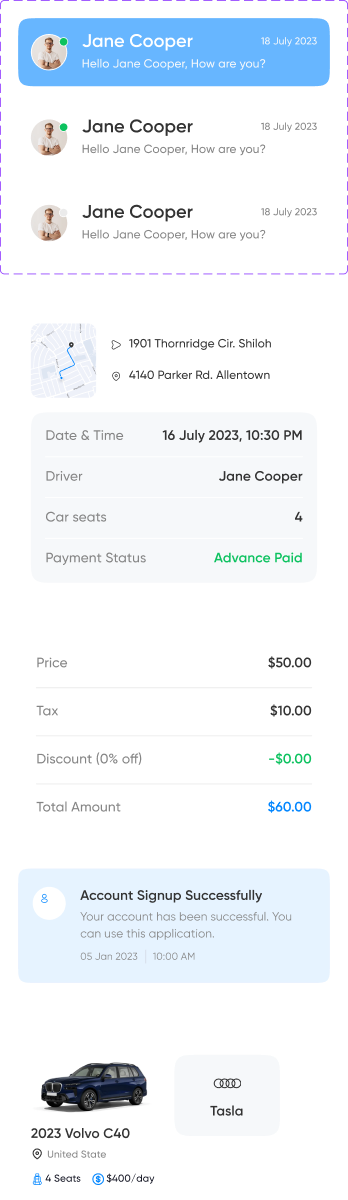 Jane Cooper
18 July 2023
Hello Jane Cooper, How are you?
Jane Cooper
18 July 2023
Hello Jane Cooper, How are you?
Jane Cooper
18 July 2023
Hello Jane Cooper, How are you?
1901 Thornridge Cir. Shiloh
4140 Parker Rd. Allentown
Date & Time 16 July 2023, 10:30 PM
Driver Jane Cooper
Car seats 4
Payment Status Advance Paid
Price $50.00
Tax $10.00
Discount (0% off) -$0.00
Total Amount $60.00
Account Signup Successfully
Your account has been successful. You
can use this application.
05 Jan 2023 10:00 AM
2023 Volvo C40
United State
4 Seats $400/day
Tasla